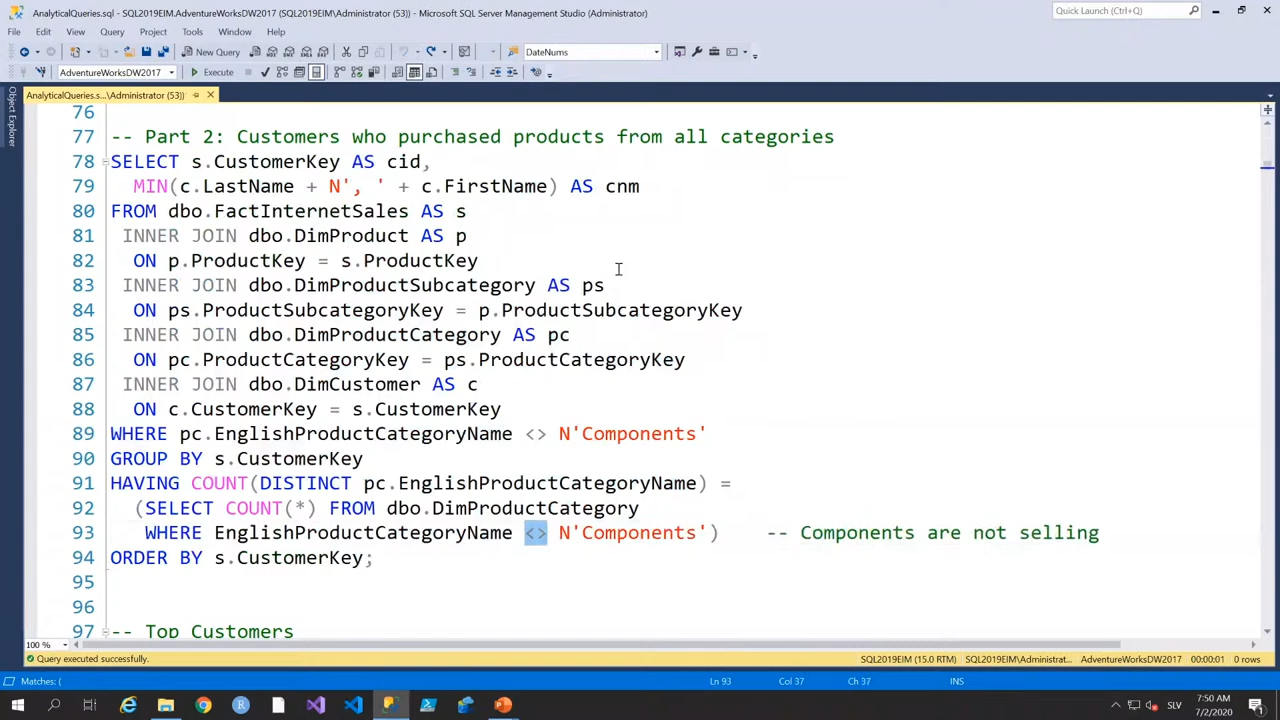 AnalyticalQueries.sql - SQL2019EIM.AdventureWorksDW2017 (SQL2019EIM\Administrator (53)) - Microsoft SQL Server Management Studio (Administrator)
Quick Launch (Ctrl+Q)
File Edit View Query Project Tools Window Help
New Query
DateNums
AdventureWorksDW2017
Execute
AnalyticalQueries.s...\Administrator (53))
Object Explorer
76
77 -- Part 2: Customers who purchased products from all categories
78 SELECT s.CustomerKey AS cid,
79 MIN(c.LastName + N', ' + c.FirstName) AS cnm
80 FROM dbo.FactInternetSales AS s
81 INNER JOIN dbo.DimProduct AS p
82 ON p.ProductKey = s.ProductKey
83 INNER JOIN dbo.DimProductSubcategory AS ps
84 ON ps.ProductSubcategoryKey = p.ProductSubcategoryKey
85 INNER JOIN dbo.DimProductCategory AS pc
86 ON pc.ProductCategoryKey = ps.ProductCategoryKey
87 INNER JOIN dbo.DimCustomer AS c
88 ON c.CustomerKey = s.CustomerKey
89 WHERE pc.EnglishProductCategoryName <> N'Components'
90 GROUP BY s.CustomerKey
91 HAVING COUNT(DISTINCT pc.EnglishProductCategoryName) =
92 (SELECT COUNT(*) FROM dbo.DimProductCategory
93 WHERE EnglishProductCategoryName <> N'Components') -- Components are not selling
94 ORDER BY s.CustomerKey;
95
96
97 -- Top Customers
100 %
Query executed successfully.
SQL2019EIM (15.0 RTM) SQL2019EIM\Administrat... AdventureWorksDW2017 00:00:01 0 rows
Matches: (
Ln 93 Col 37 Ch 37 INS
SLV
7:50 AM
7/2/2020
1